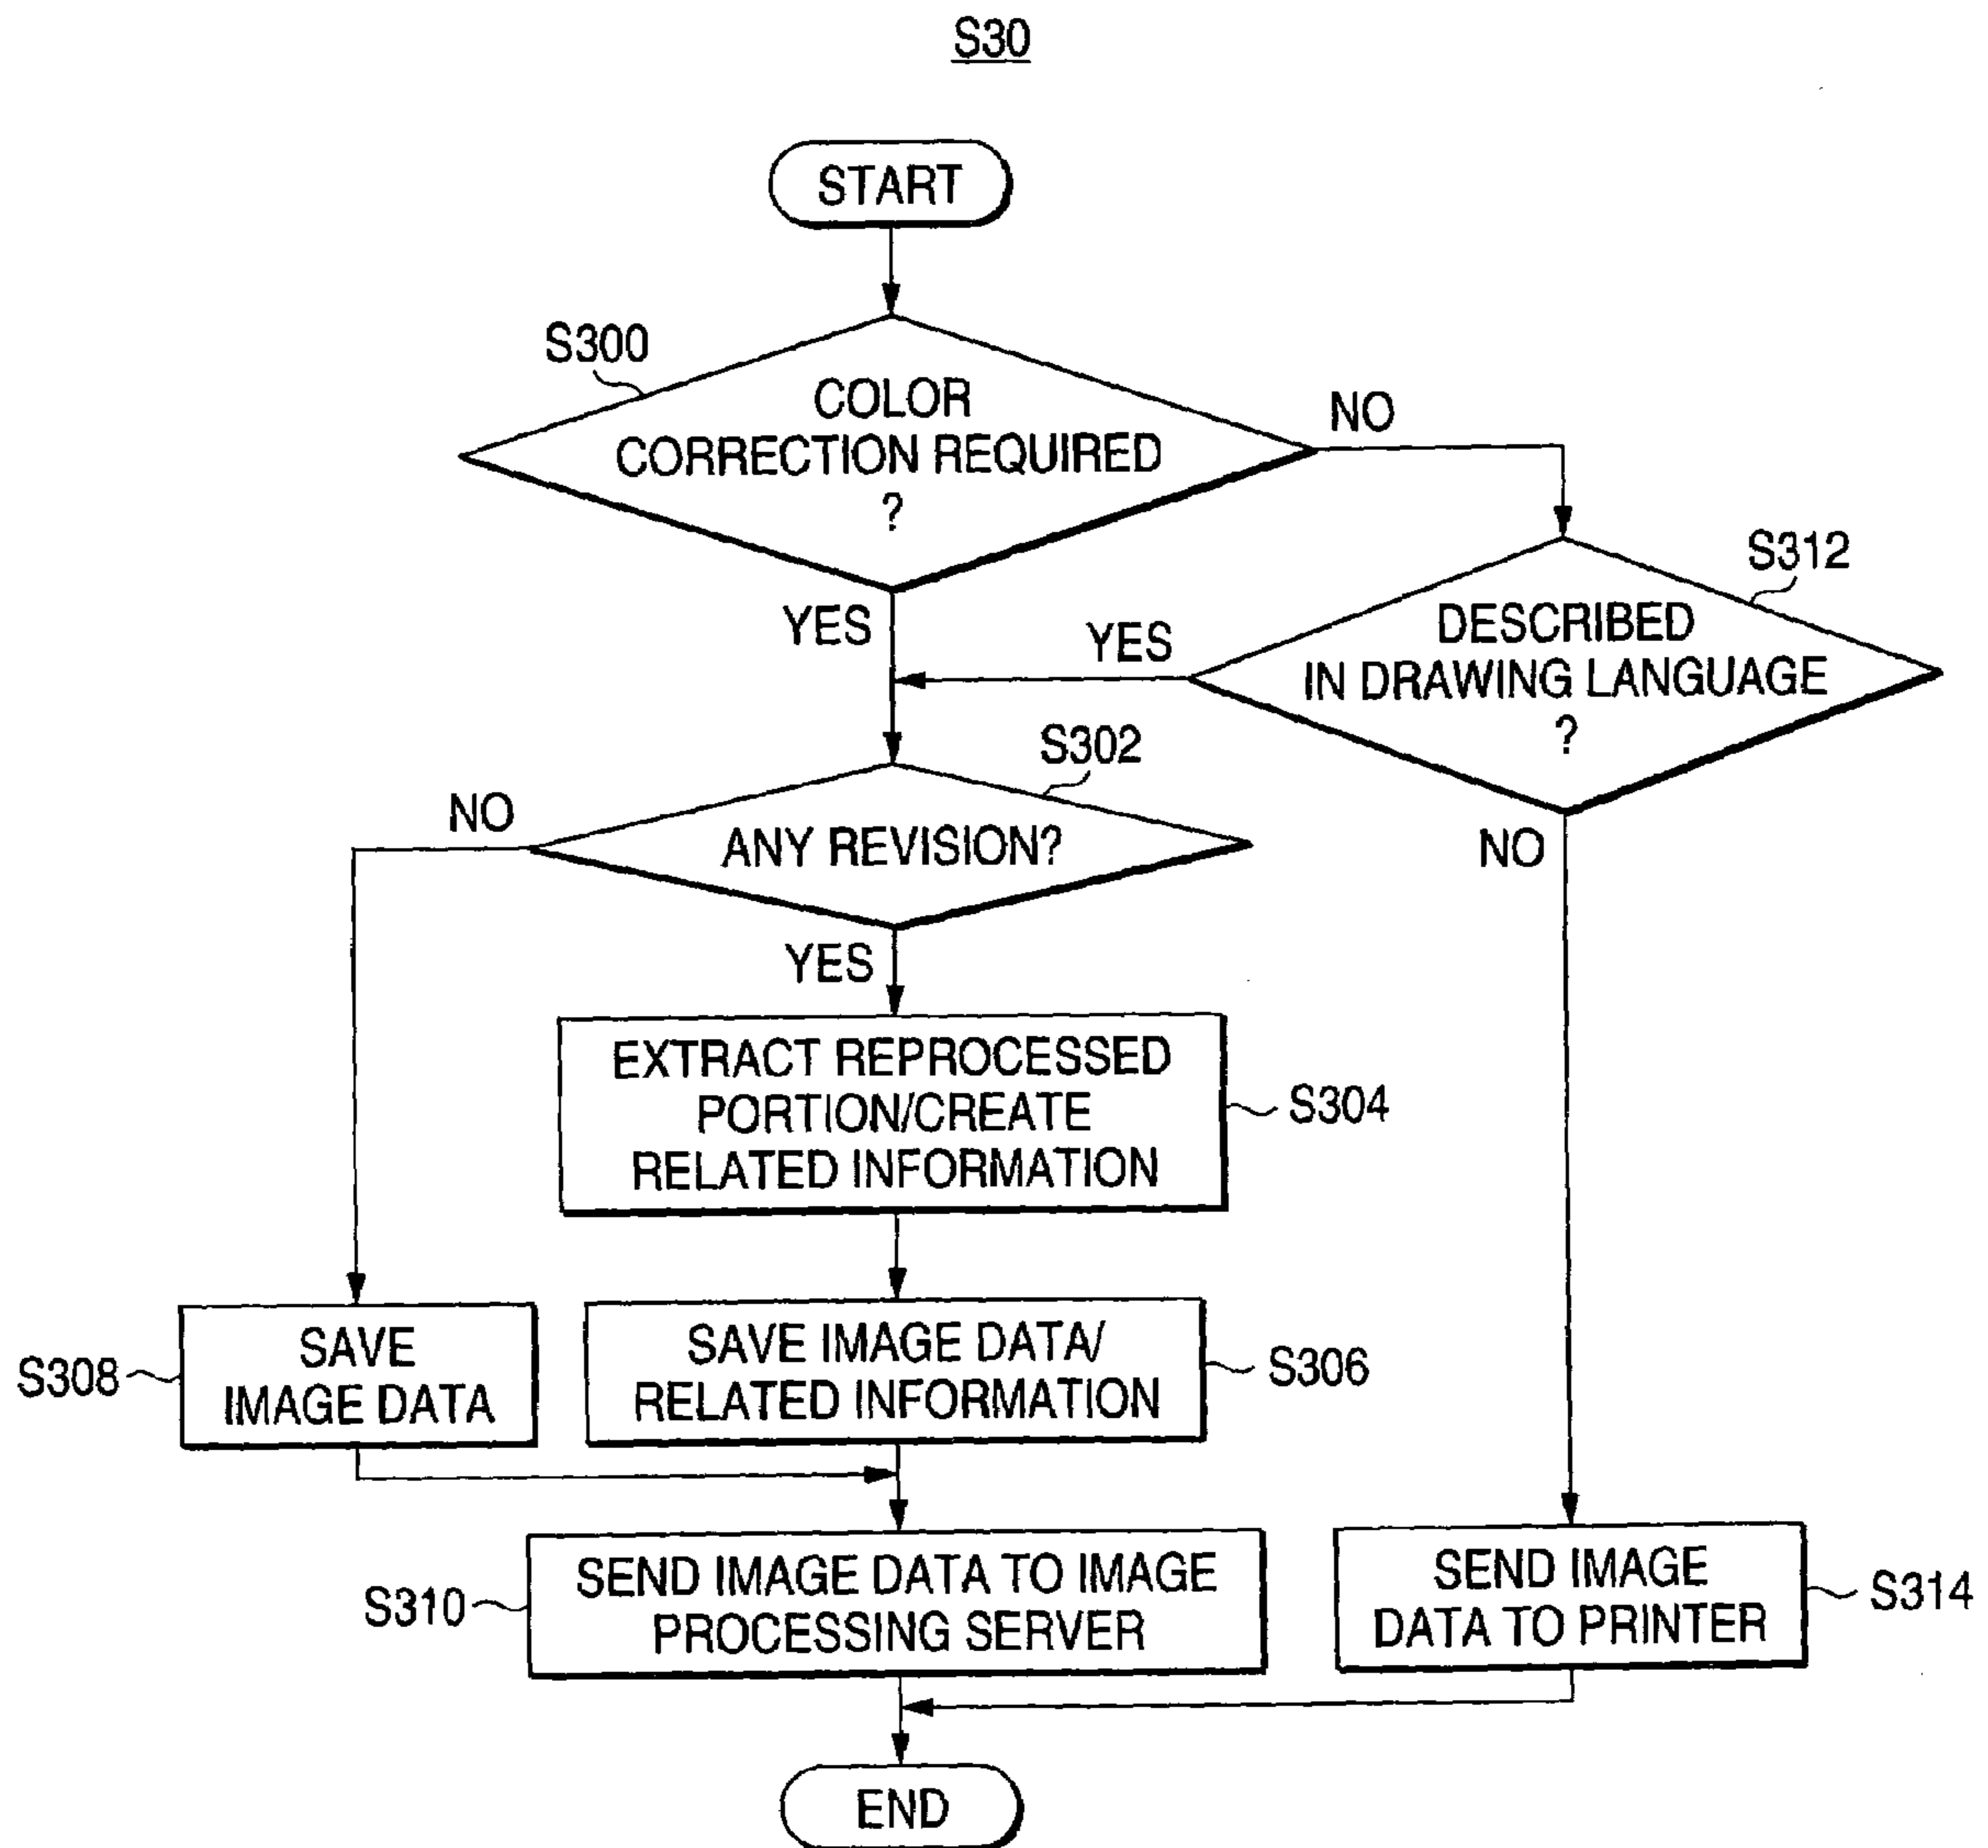 S30
START
S300
COLOR
CORRECTION REQUIRED
?
NO
YES
S312
DESCRIBED
IN DRAWING LANGUAGE
?
YES
NO
S302
ANY REVISION?
NO
YES
EXTRACT REPROCESSED
PORTION/CREATE
RELATED INFORMATION
S304
S308
SAVE
IMAGE DATA
SAVE IMAGE DATA/
RELATED INFORMATION
S306
S310
SEND IMAGE DATA TO IMAGE
PROCESSING SERVER
SEND IMAGE
DATA TO PRINTER
S314
END